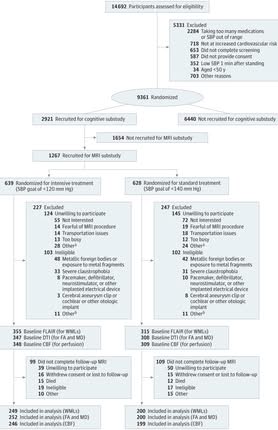 14692 Participants assessed for eligibility
5331 Excluded
2284 Taking too many medications
or SBP out of range
718 Not at increased cardiovascular risk
653 Did not complete screening
587 Did not provide consent
352 Low SBP 1 min after standing
34 Aged <50 y
703 Other reasons
9361 Randomized
2921 Recruited for cognitive substudy
6440 Not recruited for cognitive substudy
1654 Not recruited for MRI substudy
1267 Recruited for MRI substudy
639 Randomized for intensive treatment
(SBP goal of <120 mm Hg)
628 Randomized for standard treatment
(SBP goal of <140 mm Hg)
227 Excluded
124 Unwilling to participate
55 Not interested
14 Fearful of MRI procedure
14 Transportation issues
13 Too busy
28 Other
103 Ineligible
48 Metallic foreign bodies or
exposure to metal fragments
33 Severe claustrophobia
8 Pacemaker, defibrillator,
neurostimulator, or other
implanted electrical device
3 Cerebral aneurysm clip or
cochlear or otologic
implant
11 Other
247 Excluded
145 Unwilling to participate
72 Not interested
19 Fearful of MRI procedure
18 Transportation issues
12 Too busy
24 Other
102 Ineligible
42 Metallic foreign bodies or
exposure to metal fragments
31 Severe claustrophobia
10 Pacemaker, defibrillator,
neurostimulator, or other
implanted electrical device
8 Cerebral aneurysm clip or
cochlear or otologic
implant
11 Other
355 Baseline FLAIR (for WMLs)
347 Baseline DTI (for FA and MD)
348 Baseline CBF (for perfusion)
315 Baseline FLAIR (for WMLs)
308 Baseline DTI (for FA and MD)
309 Baseline CBF (for perfusion)
99 Did not complete follow-up MRI
39 Unwilling to participate
16 Withdrew consent or lost to follow-up
15 Died
19 Ineligible
10 Other
109 Did not complete follow-up MRI
50 Unwilling to participate
15 Withdrew consent or lost to follow-up
12 Died
17 Ineligible
15 Other
249 Included in analysis (WMLs)
252 Included in analysis (FA and MD)
246 Included in analysis (CBF)
200 Included in analysis (WMLs)
200 Included in analysis (FA and MD)
199 Included in analysis (CBF)